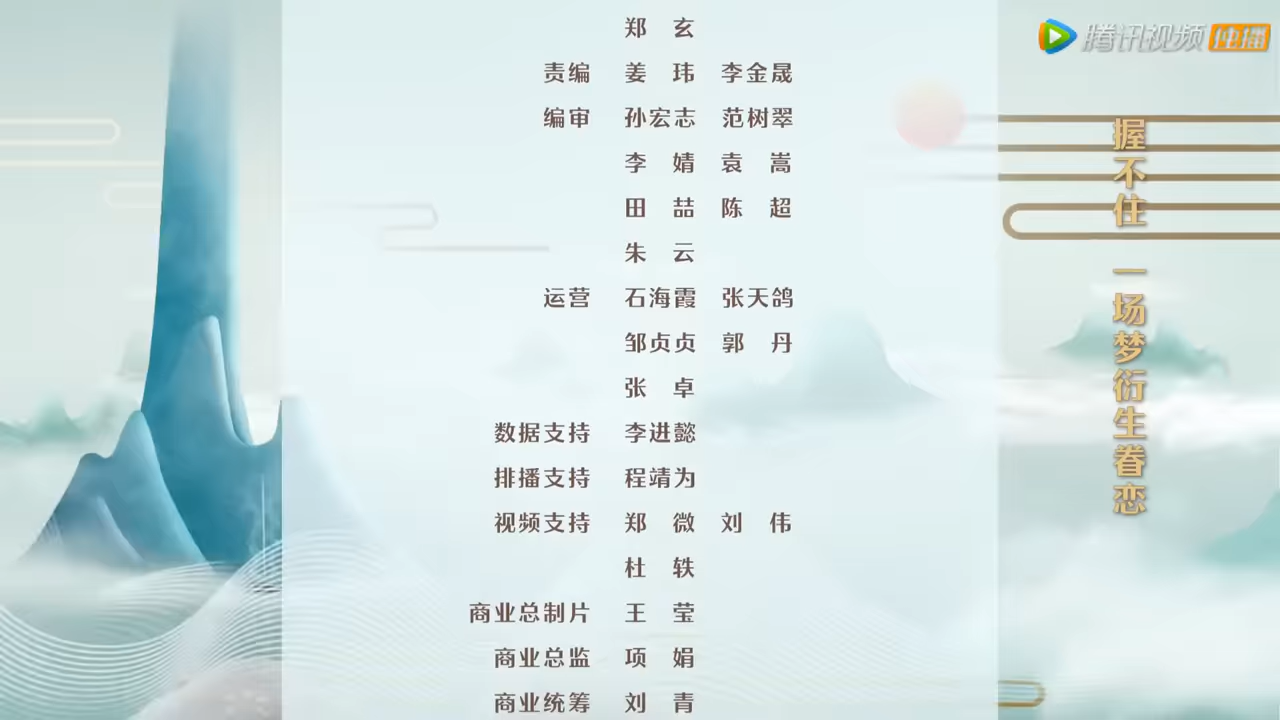 郑 玄
责编 姜 玮 李金晟
编审 孙宏志 范树翠
李 婧 袁 嵩
田 喆 陈 超
朱 云
运营 石海霞 张天鸽
邹贞贞 郭 丹
张 卓
数据支持 李进懿
排播支持 程靖为
视频支持 郑 微 刘 伟
杜 轶
商业总制片 王 莹
商业总监 项 娟
商业统筹 刘 青
腾讯视频 独播
握不住 一场梦衍生眷恋